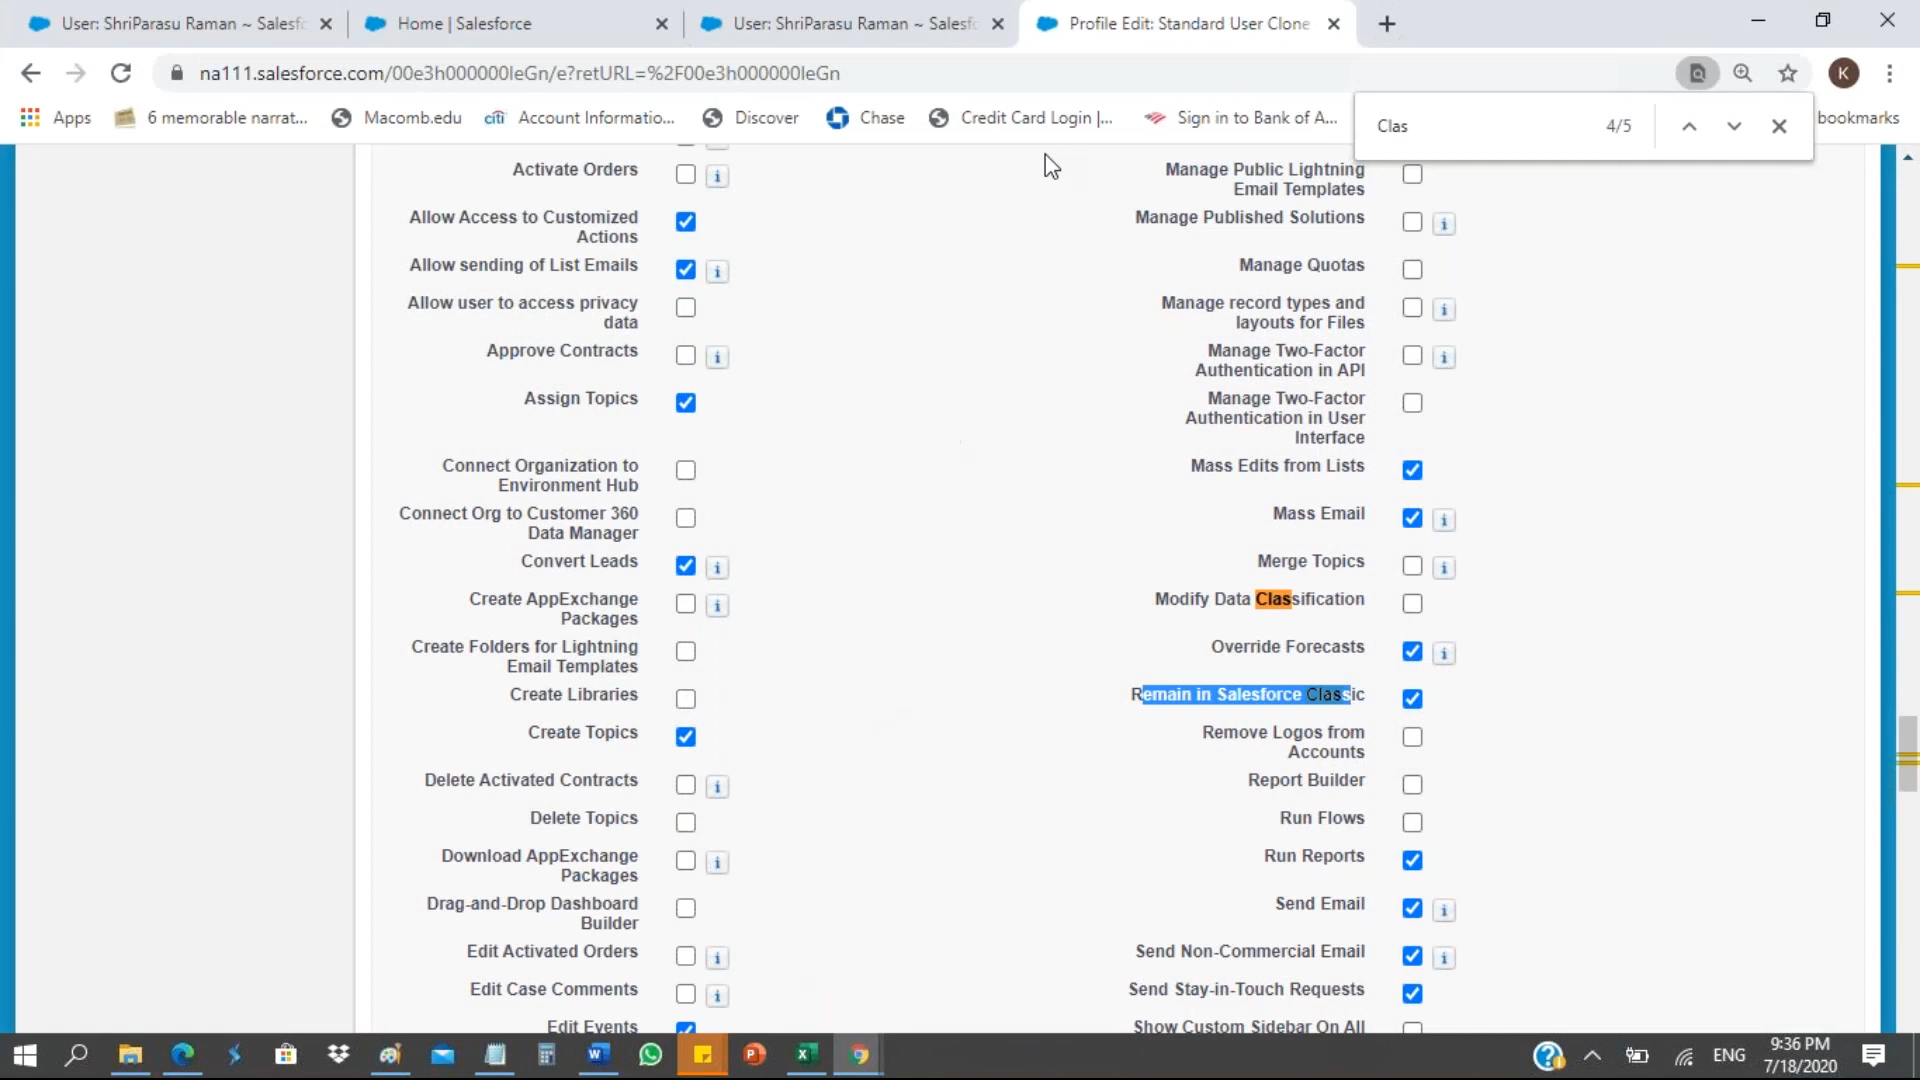 User: ShriParasu Raman ~ Salesfc
Home | Salesforce
User: ShriParasu Raman ~ Salesfc
Profile Edit: Standard User Clone
na111.salesforce.com/00e3h000000IeGn/e?retURL=%2F00e3h000000IeGn
K
Apps
6 memorable narrat...
Macomb.edu
citi
Account Informatio...
Discover
Chase
Credit Card Login |...
Sign in to Bank of A...
bookmarks
Clas
4/5
Activate Orders
Allow Access to Customized
Actions
Allow sending of List Emails
Allow user to access privacy
data
Approve Contracts
Assign Topics
Connect Organization to
Environment Hub
Connect Org to Customer 360
Data Manager
Convert Leads
Create AppExchange
Packages
Create Folders for Lightning
Email Templates
Create Libraries
Create Topics
Delete Activated Contracts
Delete Topics
Download AppExchange
Packages
Drag-and-Drop Dashboard
Builder
Edit Activated Orders
Edit Case Comments
Edit Events
Manage Public Lightning
Email Templates
Manage Published Solutions
Manage Quotas
Manage record types and
layouts for Files
Manage Two-Factor
Authentication in API
Manage Two-Factor
Authentication in User
Interface
Mass Edits from Lists
Mass Email
Merge Topics
Modify Data Classification
Override Forecasts
Remain in Salesforce Classic
Remove Logos from
Accounts
Report Builder
Run Flows
Run Reports
Send Email
Send Non-Commercial Email
Send Stay-in-Touch Requests
Show Custom Sidebar On All
ENG
9:36 PM
7/18/2020